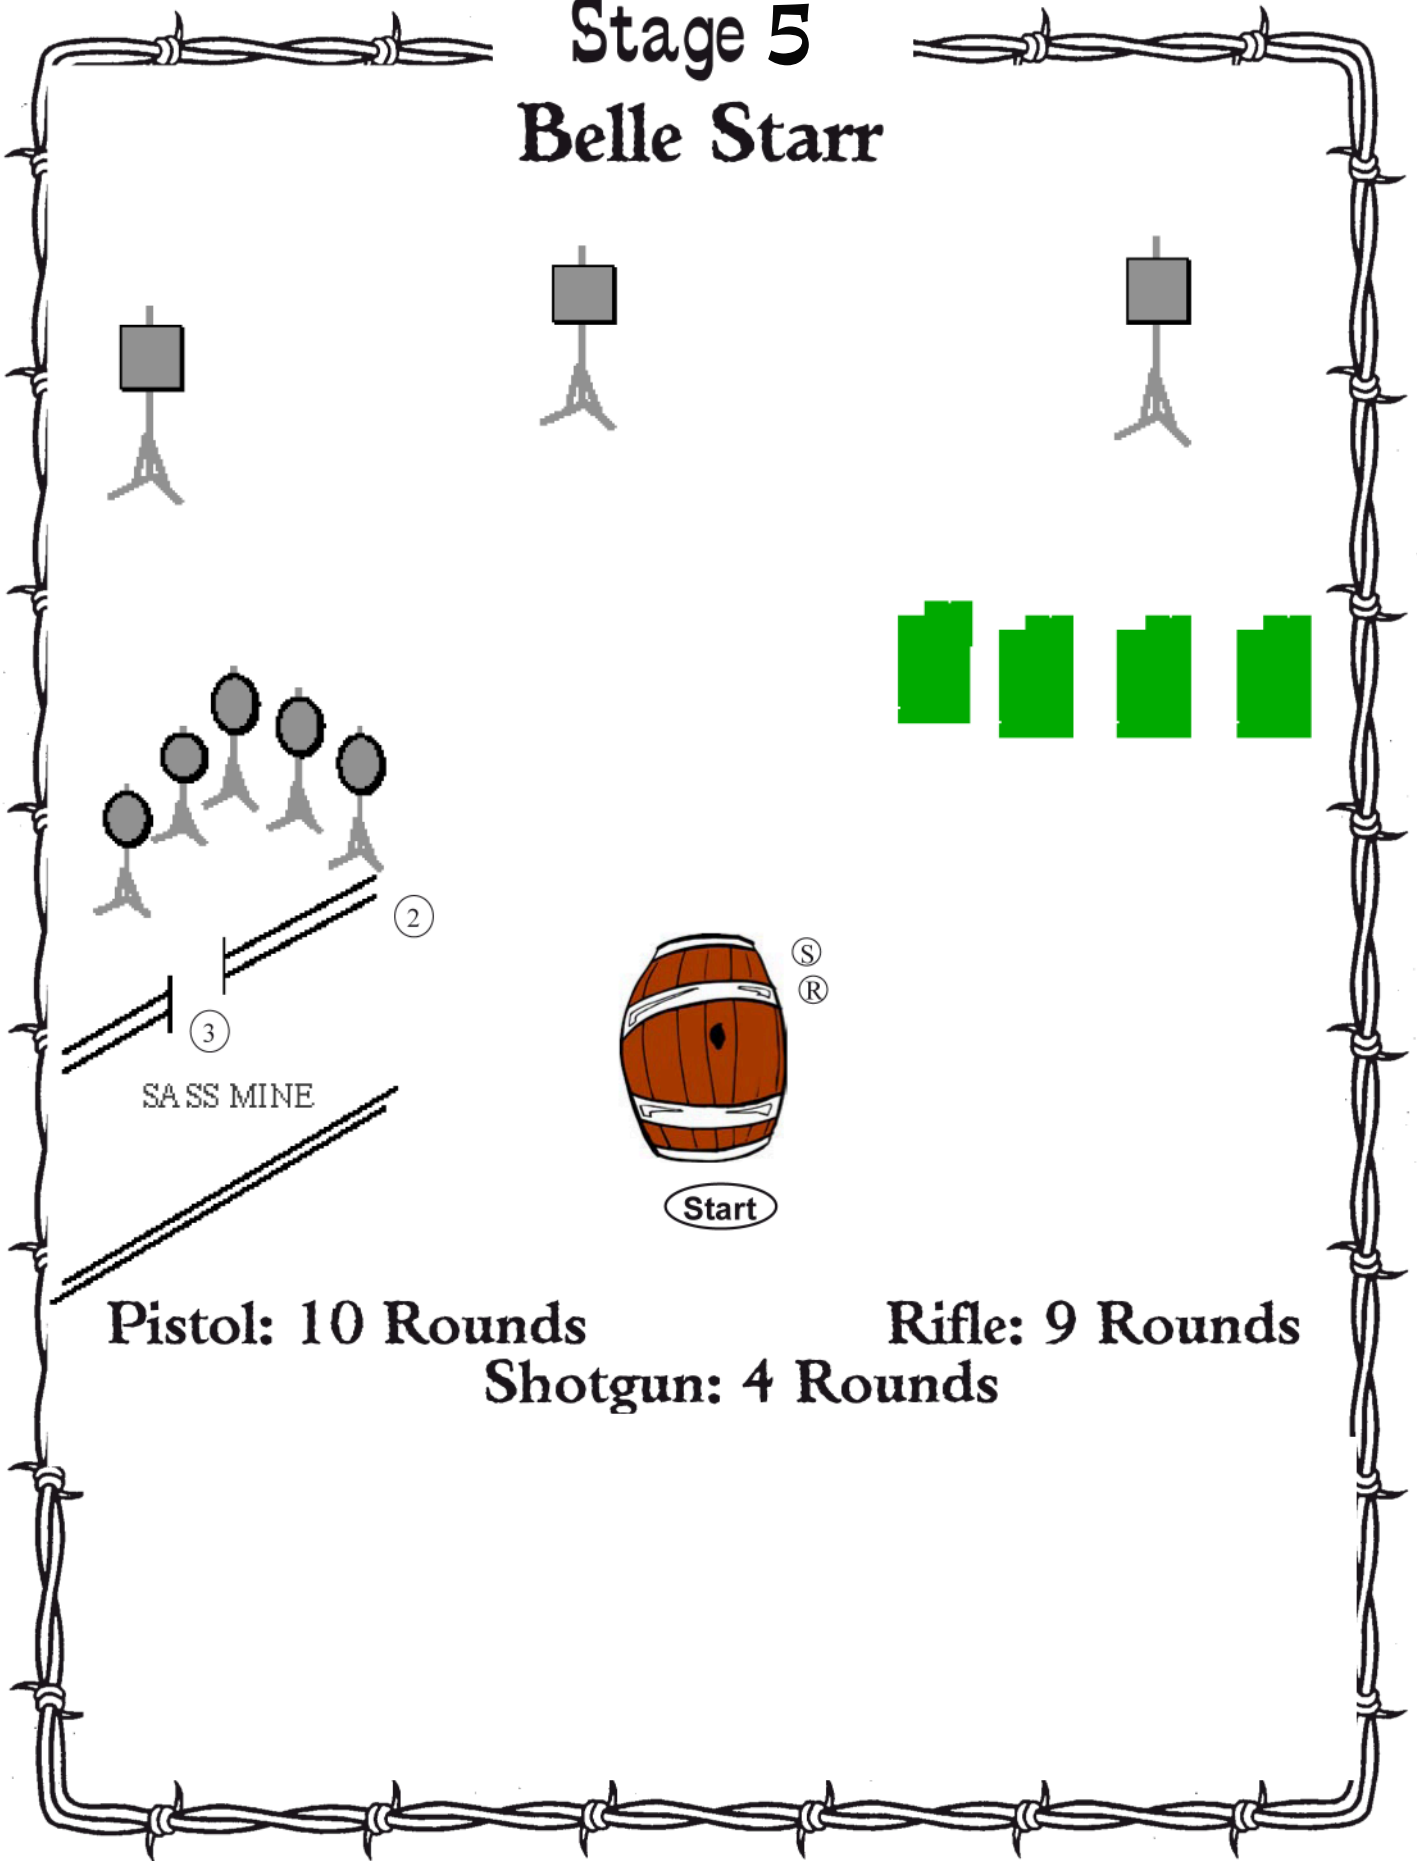 Stage 5
Belle Starr
2
S
R
3
SASS MINE
Start
Pistol: 10 Rounds
Rifle: 9 Rounds
Shotgun: 4 Rounds